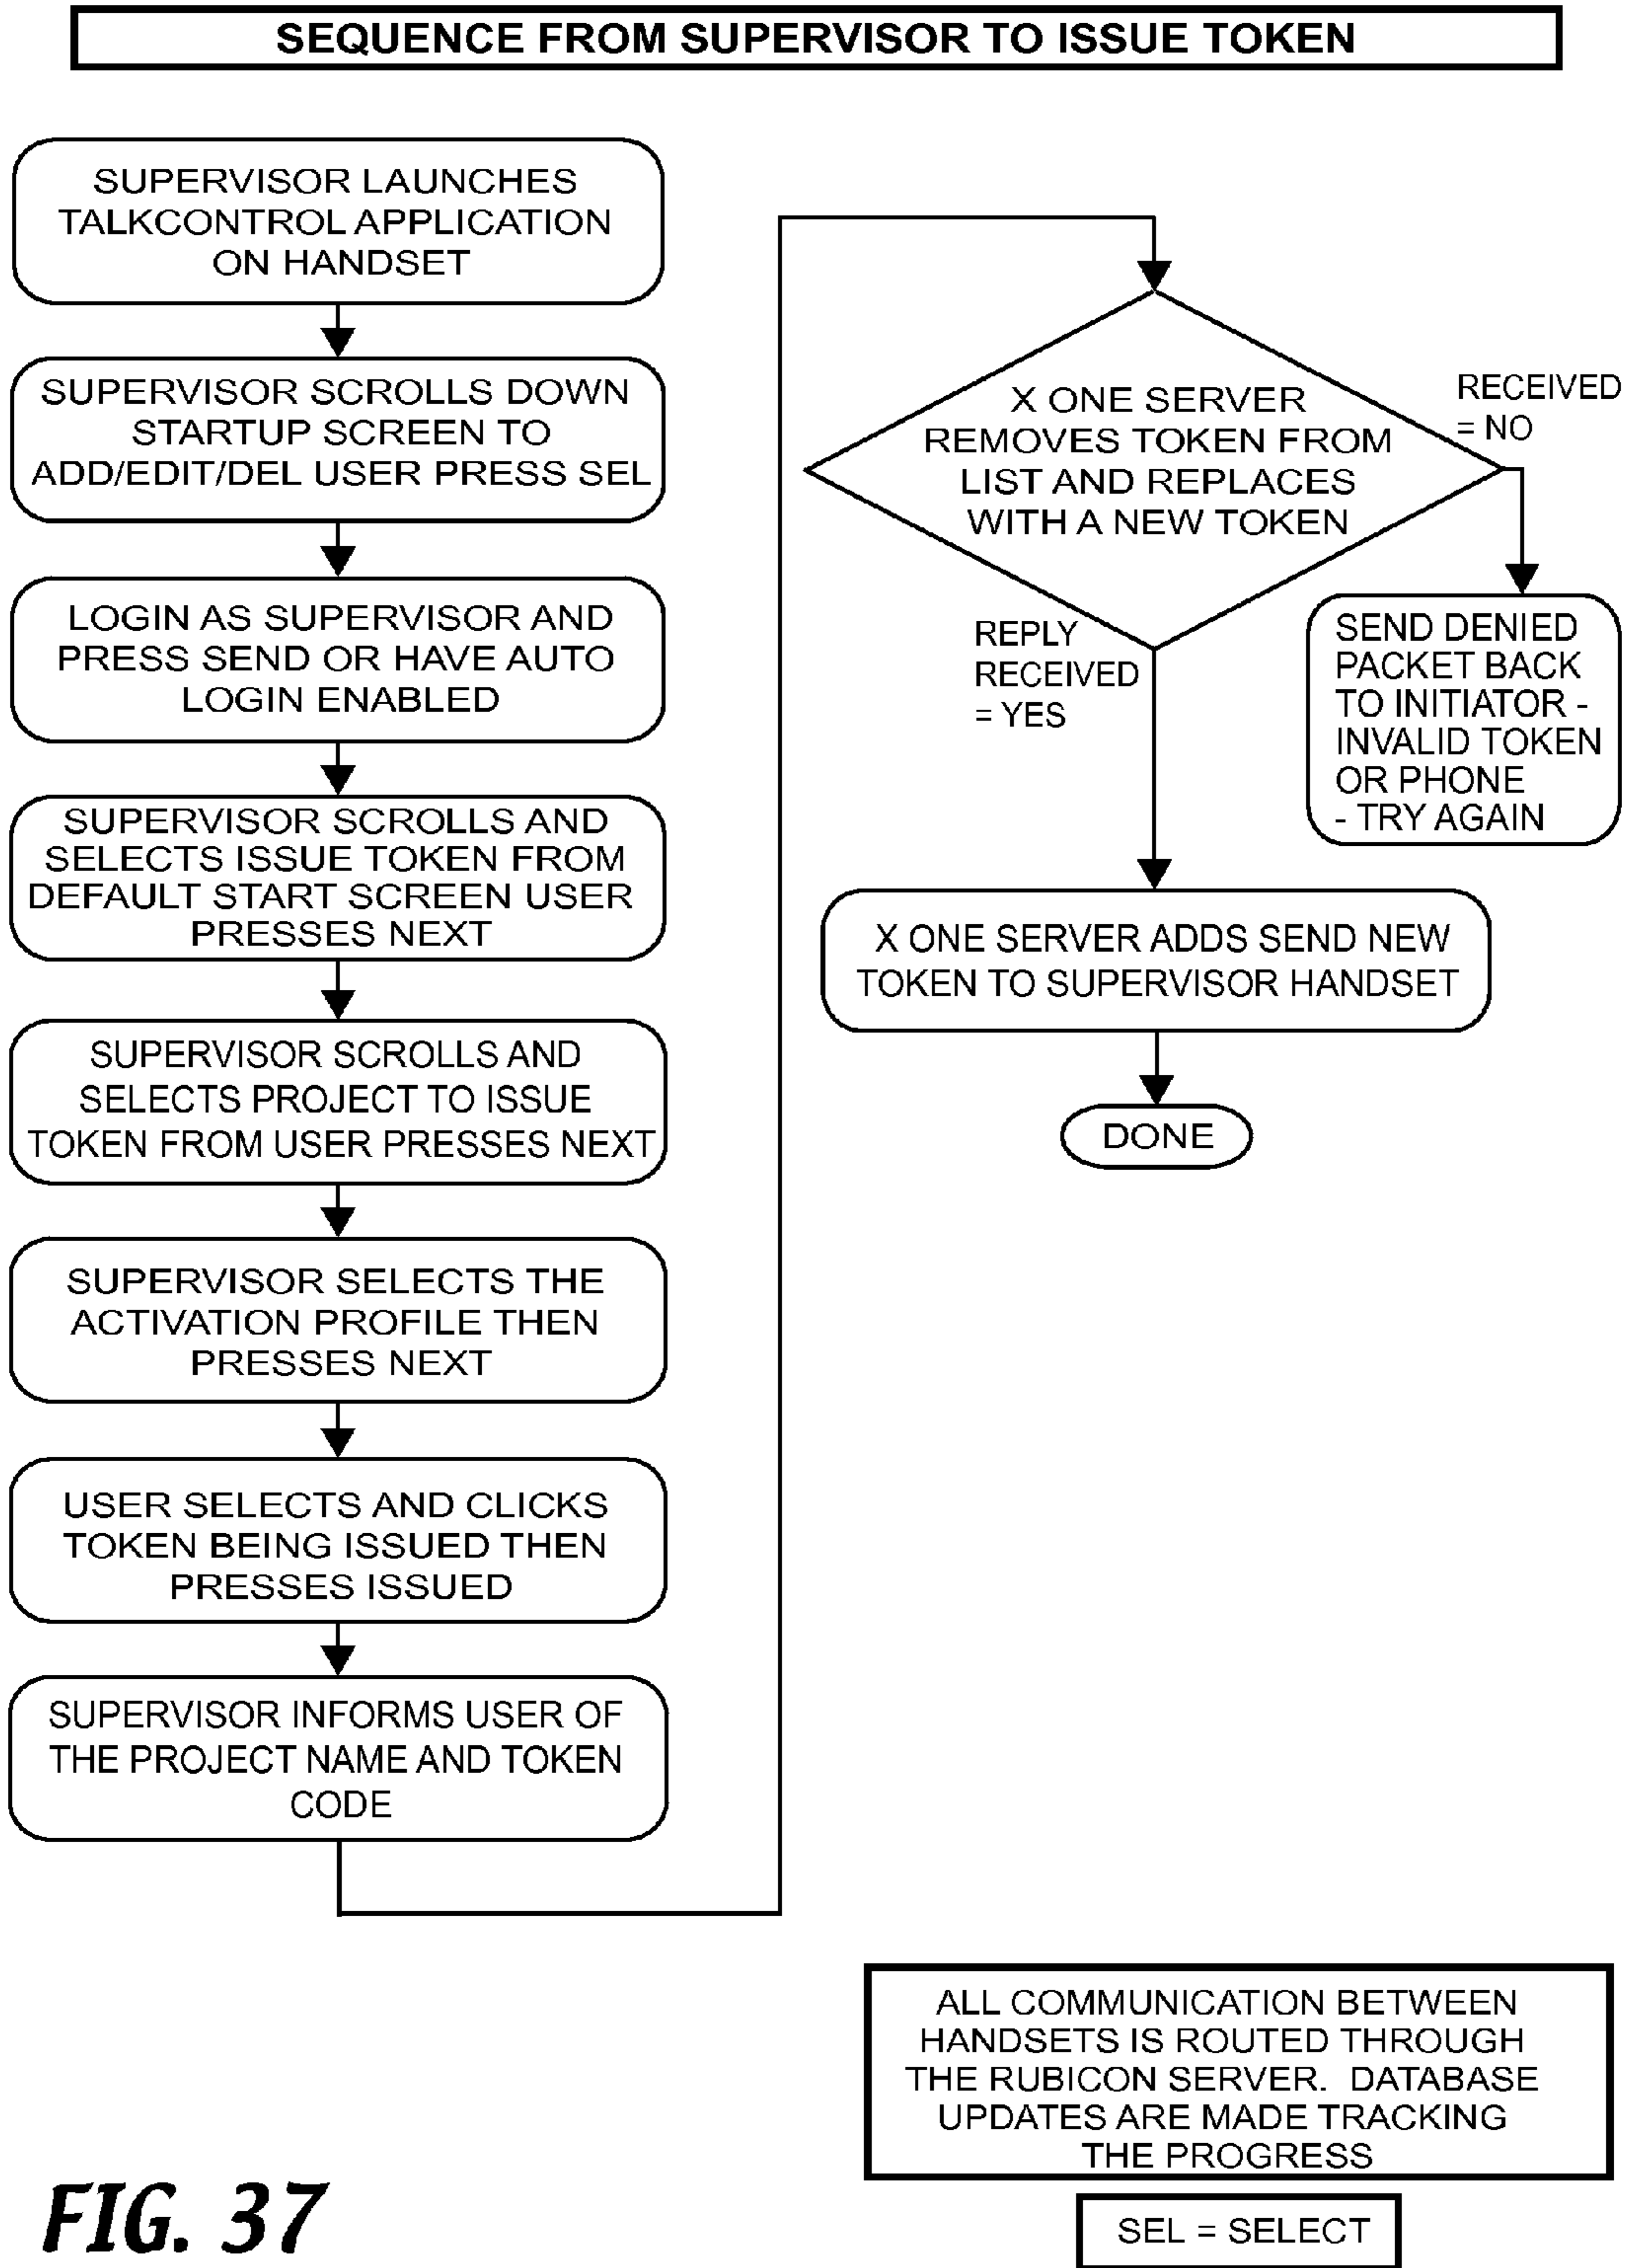 SEQUENCE FROM SUPERVISOR TO ISSUE TOKEN
SUPERVISOR LAUNCHES
TALKCONTROL APPLICATION
ON HANDSET
SUPERVISOR SCROLLS DOWN
STARTUP SCREEN TO
ADD/EDIT/DEL USER PRESS SEL
LOGIN AS SUPERVISOR AND
PRESS SEND OR HAVE AUTO
LOGIN ENABLED
SUPERVISOR SCROLLS AND
SELECTS ISSUE TOKEN FROM
DEFAULT START SCREEN USER
PRESSES NEXT
SUPERVISOR SCROLLS AND
SELECTS PROJECT TO ISSUE
TOKEN FROM USER PRESSES NEXT
SUPERVISOR SELECTS THE
ACTIVATION PROFILE THEN
PRESSES NEXT
USER SELECTS AND CLICKS
TOKEN BEING ISSUED THEN
PRESSES ISSUED
SUPERVISOR INFORMS USER OF
THE PROJECT NAME AND TOKEN
CODE
X ONE SERVER
REMOVES TOKEN FROM
LIST AND REPLACES
WITH A NEW TOKEN
RECEIVED
= NO
SEND DENIED
PACKET BACK
TO INITIATOR -
INVALID TOKEN
OR PHONE
- TRY AGAIN
REPLY
RECEIVED
= YES
X ONE SERVER ADDS SEND NEW
TOKEN TO SUPERVISOR HANDSET
DONE
ALL COMMUNICATION BETWEEN
HANDSETS IS ROUTED THROUGH
THE RUBICON SERVER. DATABASE
UPDATES ARE MADE TRACKING
THE PROGRESS
SEL = SELECT
FIG. 37